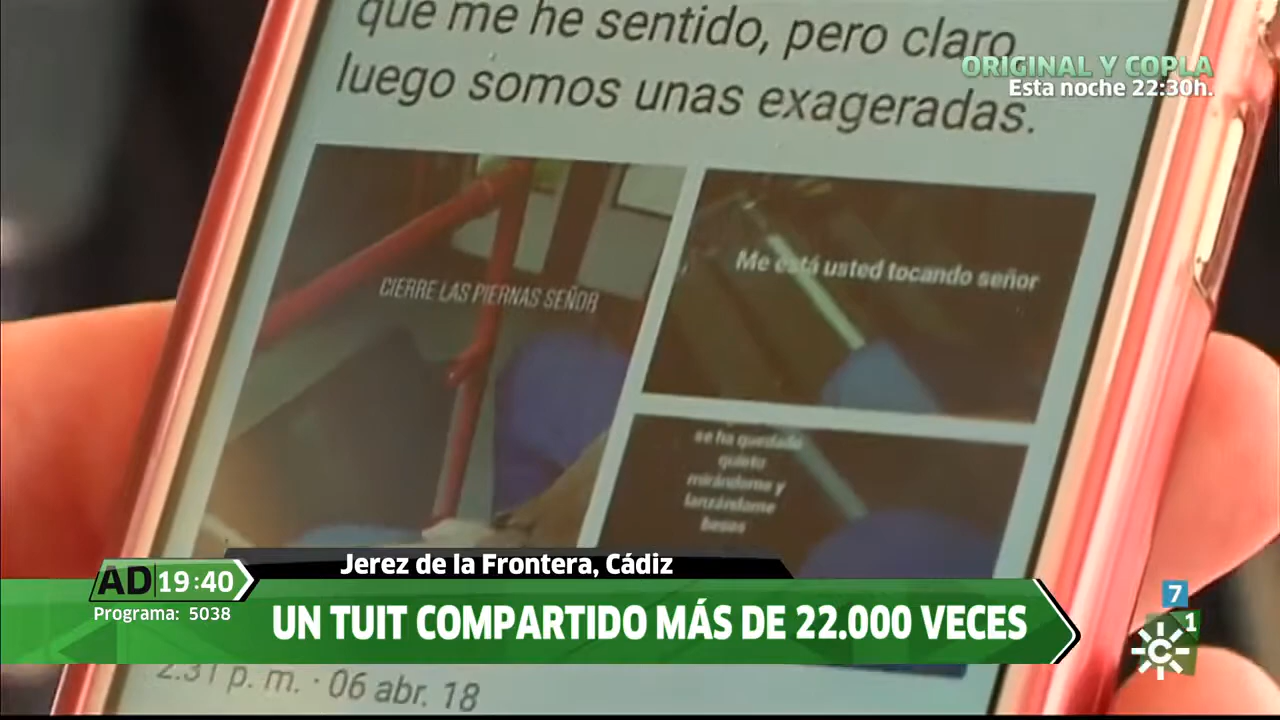 que me he sentido, pero claro
luego somos unas exageradas.
ORIGINAL Y COPLA
Esta noche 22:30h.
CIERRE LAS PIERNAS SEÑOR
Me está usted tocando señor
se ha quedado
quieto
mirándome y
lanzándome
besos
Jerez de la Frontera, Cádiz
AD 19:40
Programa: 5038
UN TUIT COMPARTIDO MÁS DE 22.000 VECES
7
1
2:31 p. m. · 06 abr. 18